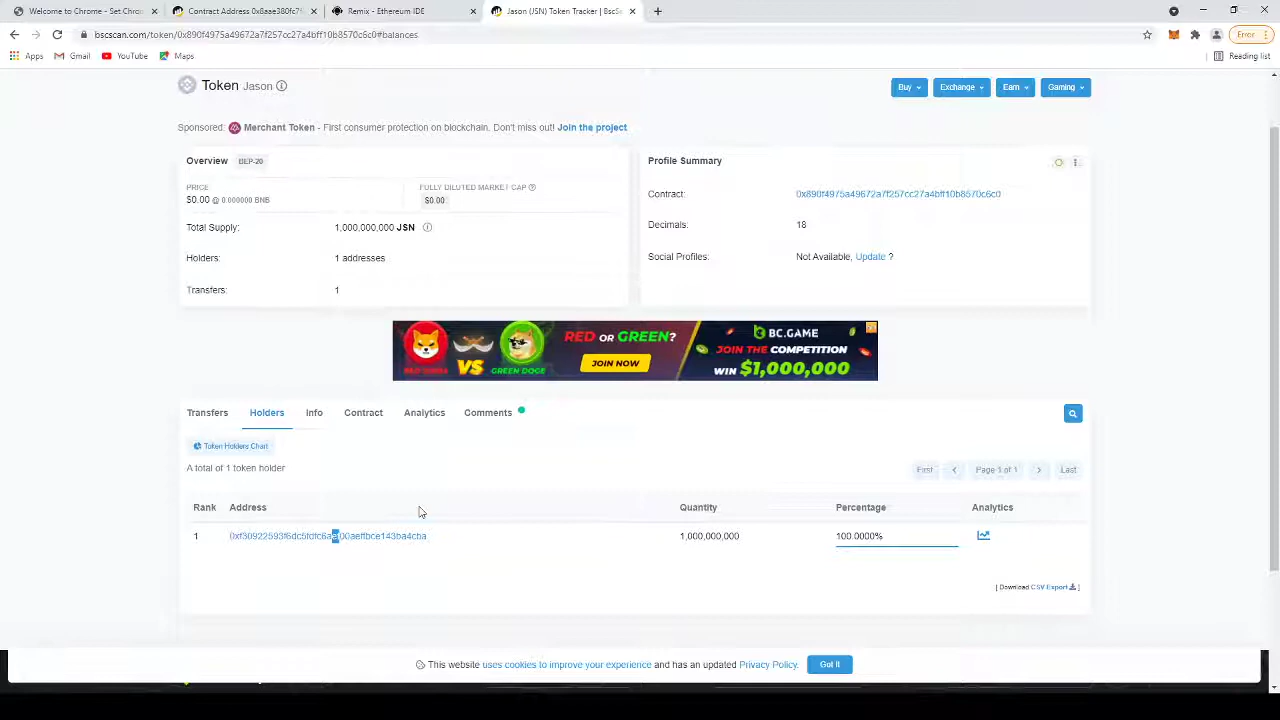 Welcome to Chrome - Set Chrom
Contract Address 0x8aae380fc75
Remix - Ethereum IDE
Jason (JSN) Token Tracker | BscSc
bscscan.com/token/0x890f4975a49672a7f257cc27a4bff10b8570c6c0#balances
Error
Apps
Gmail
YouTube
Maps
Reading list
Token Jason
Buy
Exchange
Earn
Gaming
Sponsored: Merchant Token - First consumer protection on blockchain. Don't miss out! Join the project
Overview BEP-20
Profile Summary
PRICE
$0.00 @ 0.000000 BNB
FULLY DILUTED MARKET CAP
$0.00
Contract: 0x890f4975a49672a7f257cc27a4bff10b8570c6c0
Total Supply: 1,000,000,000 JSN
Decimals: 18
Holders: 1 addresses
Social Profiles: Not Available, Update ?
Transfers: 1
RED OR GREEN?
VS
GREEN DOGE
JOIN NOW
BC.GAME
JOIN THE COMPETITION
WIN $1,000,000
Transfers
Holders
Info
Contract
Analytics
Comments
Token Holders Chart
A total of 1 token holder
First
Page 1 of 1
Last
Rank Address Quantity Percentage Analytics
1 1,000,000,000 100.0000%
[ Download CSV Export ]
This website uses cookies to improve your experience and has an updated Privacy Policy.
Got It